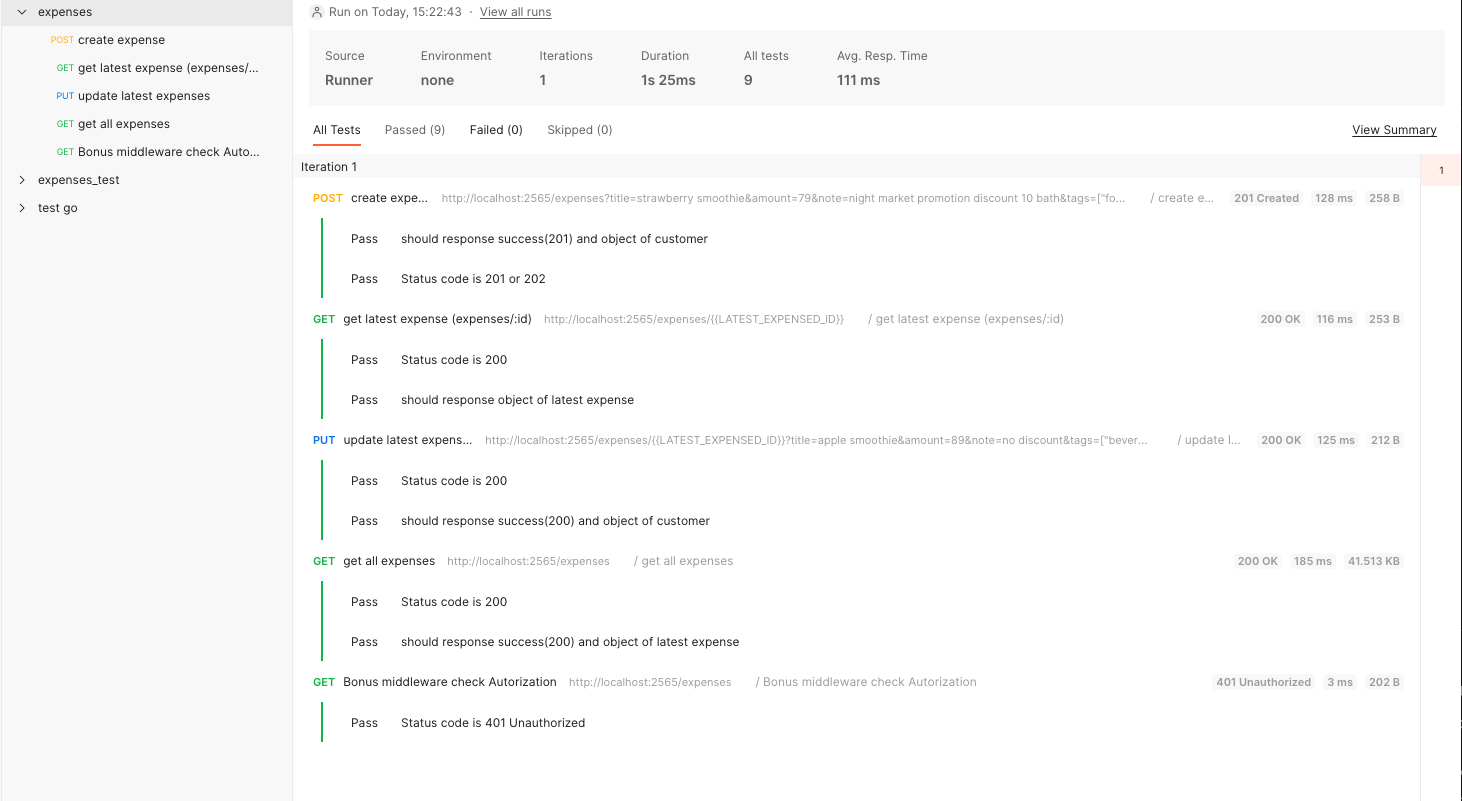 expenses
POST create expense
GET get latest expense (expenses/...
PUT update latest expenses
GET get all expenses
GET Bonus middleware check Auto...
expenses_test
test go
Run on Today, 15:22:43 · View all runs
Source Environment Iterations Duration All tests Avg. Resp. Time
Runner none 1 1s 25ms 9 111 ms
All Tests Passed (9) Failed (0) Skipped (0) View Summary
Iteration 1
1
POST create expe... http://localhost:2565/expenses?title=strawberry smoothie&amount=79&note=night market promotion discount 10 bath&tags=["fo... / create e... 201 Created 128 ms 258 B
Pass should response success(201) and object of customer
Pass Status code is 201 or 202
GET get latest expense (expenses/:id) http://localhost:2565/expenses/{{LATEST_EXPENSED_ID}} / get latest expense (expenses/:id) 200 OK 116 ms 253 B
Pass Status code is 200
Pass should response object of latest expense
PUT update latest expens... http://localhost:2565/expenses/{{LATEST_EXPENSED_ID}}?title=apple smoothie&amount=89&note=no discount&tags=["bever... / update l... 200 OK 125 ms 212 B
Pass Status code is 200
Pass should response success(200) and object of customer
GET get all expenses http://localhost:2565/expenses / get all expenses 200 OK 185 ms 41.513 KB
Pass Status code is 200
Pass should response success(200) and object of latest expense
GET Bonus middleware check Autorization http://localhost:2565/expenses / Bonus middleware check Autorization 401 Unauthorized 3 ms 202 B
Pass Status code is 401 Unauthorized